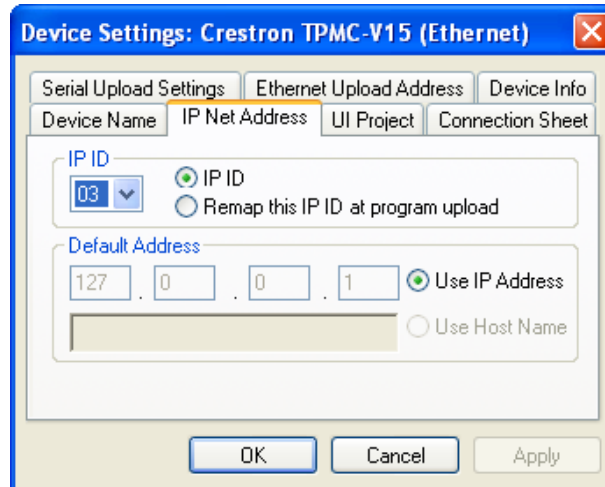 Device Settings: Crestron TPMC-V15 (Ethernet)
Serial Upload Settings Ethernet Upload Address Device Info
Device Name IP Net Address UI Project Connection Sheet
IP ID
03
IP ID
Remap this IP ID at program upload
Default Address
127 . 0 . 0 . 1 Use IP Address
Use Host Name
OK Cancel Apply